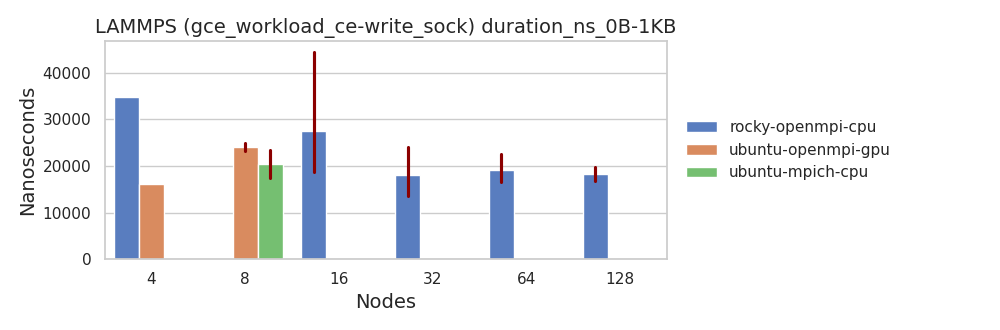 LAMMPS (gce_workload_ce-write_sock) duration_ns_0B-1KB
Nanoseconds
40000
30000
20000
10000
0
4 8 16 32 64 128
Nodes
rocky-openmpi-cpu
ubuntu-openmpi-gpu
ubuntu-mpich-cpu